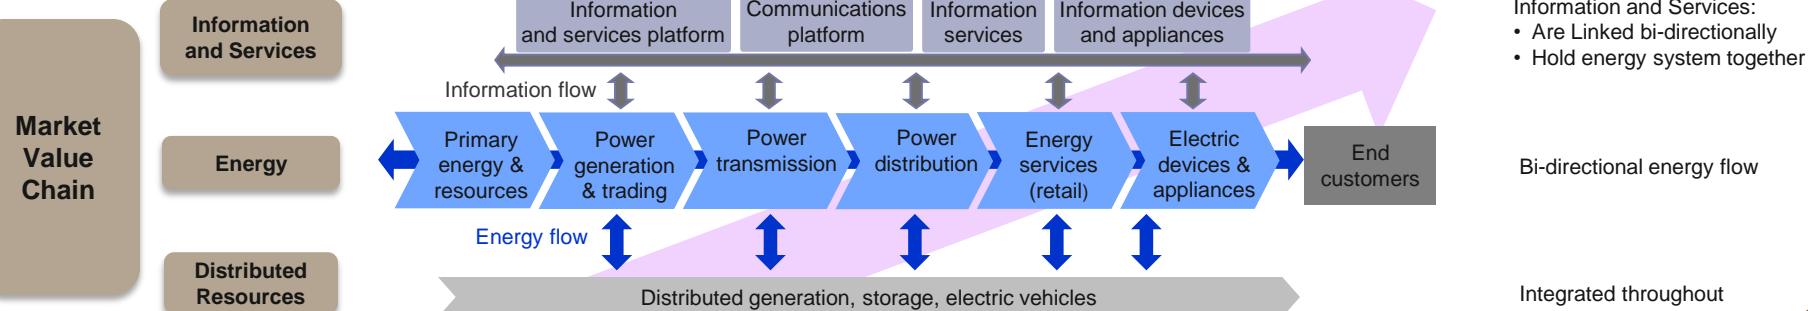 Information
and Services
Information
and services platform
Communications
platform
Information
services
Information devices
and appliances
Information and Services:
• Are Linked bi-directionally
• Hold energy system together
Information flow
Market
Value
Chain
Energy
Primary
energy &
resources
Power
generation
& trading
Power
transmission
Power
distribution
Energy
services
(retail)
Electric
devices &
appliances
End
customers
Bi-directional energy flow
Energy flow
Distributed
Resources
Distributed generation, storage, electric vehicles
Integrated throughout